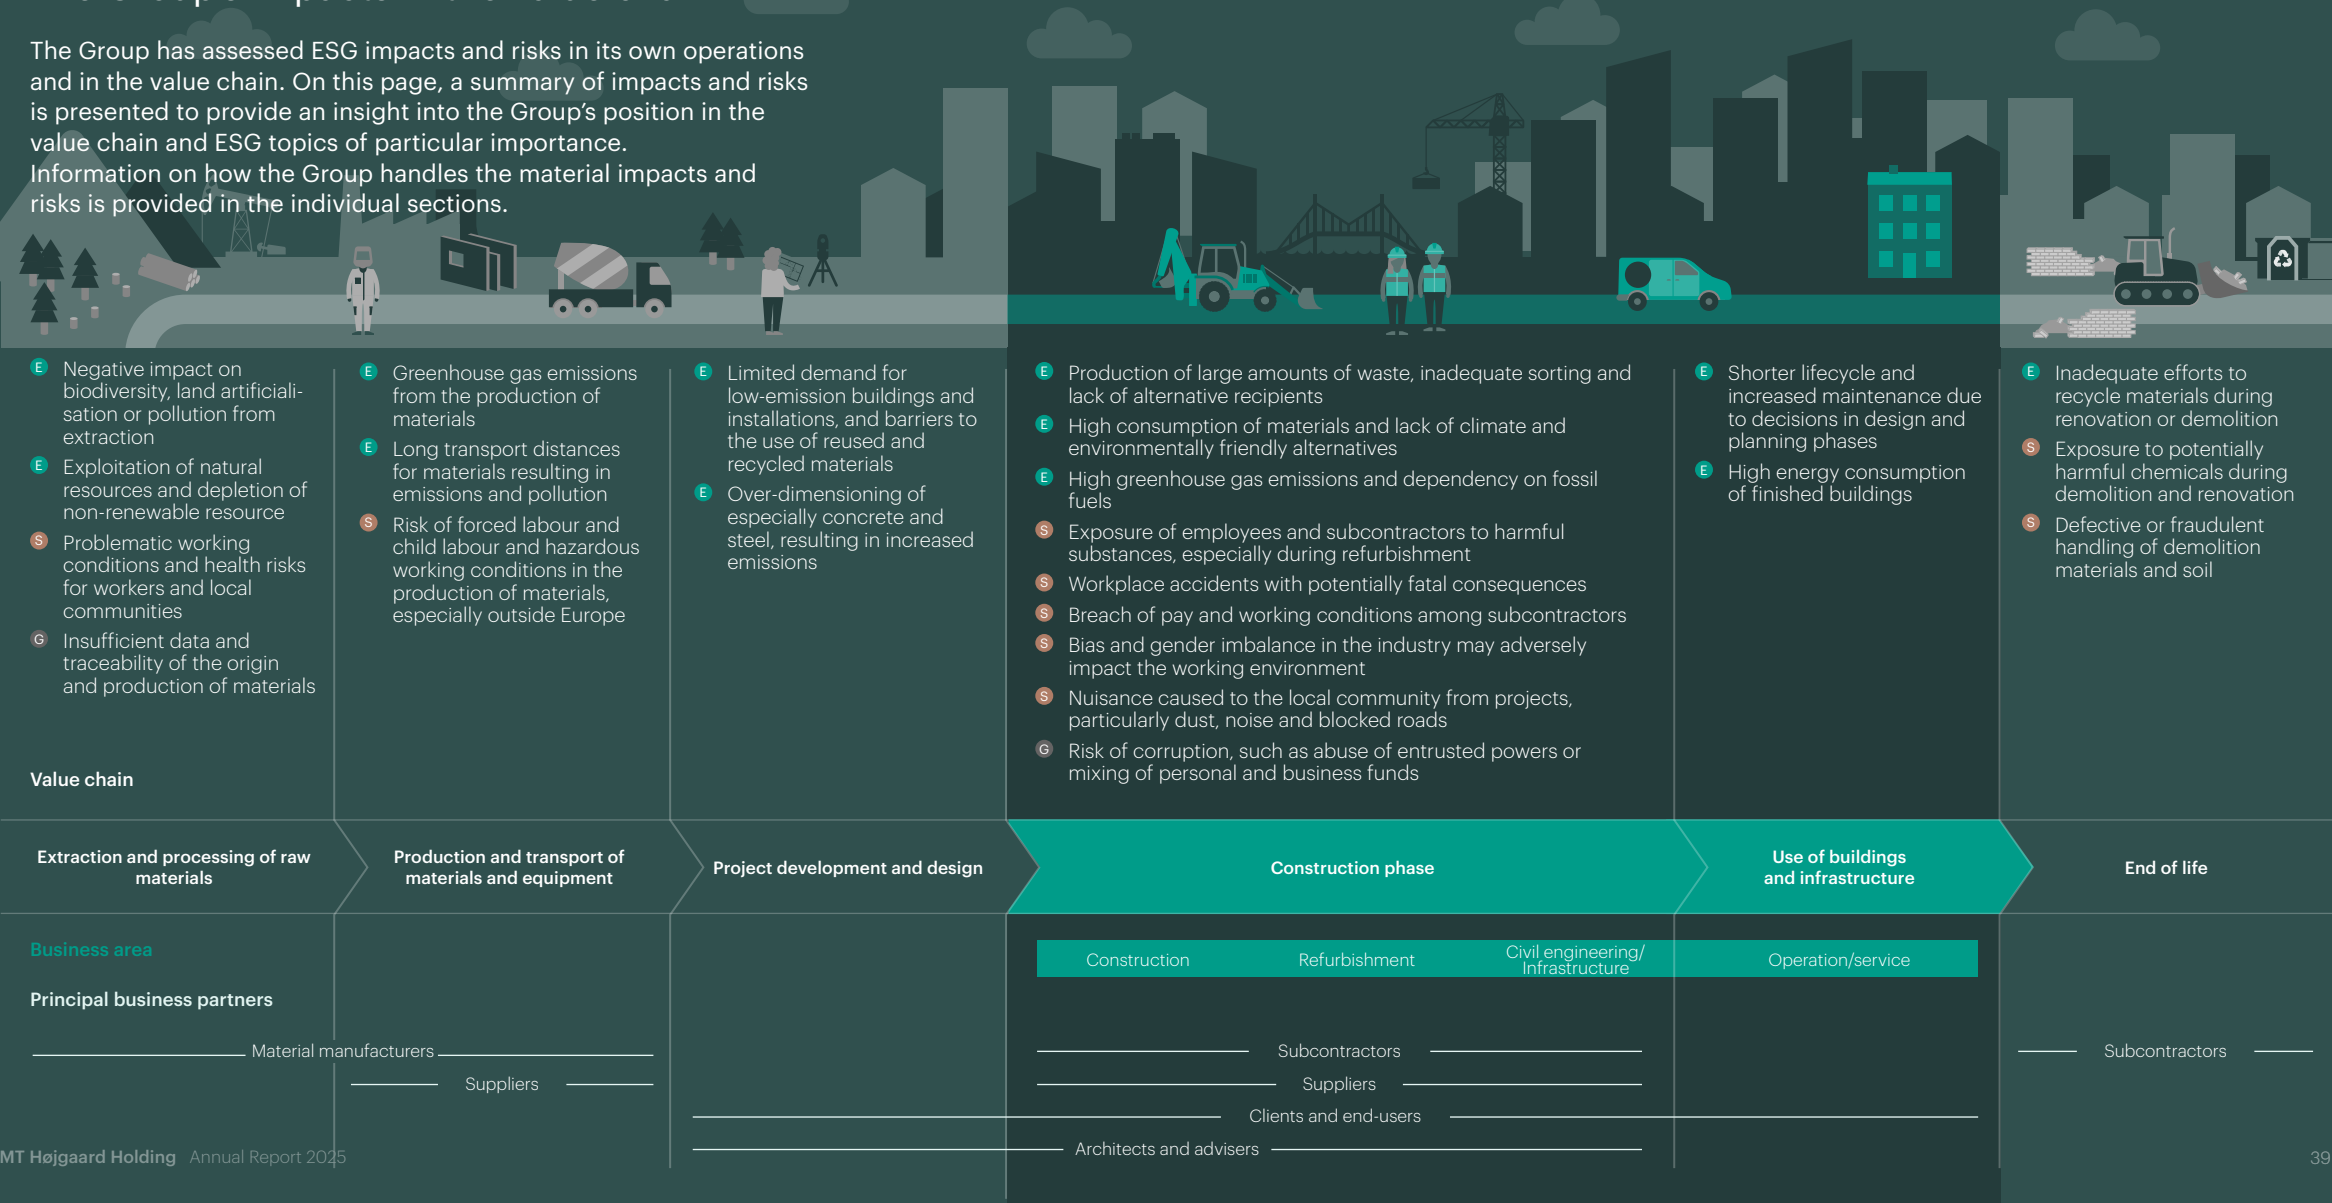 The Group has assessed ESG impacts and risks in its own operations
and in the value chain. On this page, a summary of impacts and risks
is presented to provide an insight into the Group's position in the
value chain and ESG topics of particular importance.
Information on how the Group handles the material impacts and
risks is provided in the individual sections.
E Negative impact on
biodiversity, land artificiali-
sation or pollution from
extraction
E Exploitation of natural
resources and depletion of
non-renewable resource
S Problematic working
conditions and health risks
for workers and local
communities
G Insufficient data and
traceability of the origin
and production of materials
E Greenhouse gas emissions
from the production of
materials
E Long transport distances
for materials resulting in
emissions and pollution
S Risk of forced labour and
child labour and hazardous
working conditions in the
production of materials,
especially outside Europe
E Limited demand for
low-emission buildings and
installations, and barriers to
the use of reused and
recycled materials
E Over-dimensioning of
especially concrete and
steel, resulting in increased
emissions
E Production of large amounts of waste, inadequate sorting and
lack of alternative recipients
E High consumption of materials and lack of climate and
environmentally friendly alternatives
E High greenhouse gas emissions and dependency on fossil
fuels
S Exposure of employees and subcontractors to harmful
substances, especially during refurbishment
S Workplace accidents with potentially fatal consequences
S Breach of pay and working conditions among subcontractors
S Bias and gender imbalance in the industry may adversely
impact the working environment
S Nuisance caused to the local community from projects,
particularly dust, noise and blocked roads
G Risk of corruption, such as abuse of entrusted powers or
mixing of personal and business funds
E Shorter lifecycle and
increased maintenance due
to decisions in design and
planning phases
E High energy consumption
of finished buildings
E Inadequate efforts to
recycle materials during
renovation or demolition
S Exposure to potentially
harmful chemicals during
demolition and renovation
S Defective or fraudulent
handling of demolition
materials and soil
Value chain
Extraction and processing of raw
materials
Production and transport of
materials and equipment
Project development and design
Construction phase
Use of buildings
and infrastructure
End of life
Business area
Construction
Refurbishment
Civil engineering/
Infrastructure
Operation/service
Principal business partners
Material manufacturers
Subcontractors
Subcontractors
Suppliers
Suppliers
Clients and end-users
Architects and advisers
MT Højgaard Holding Annual Report 2025
39